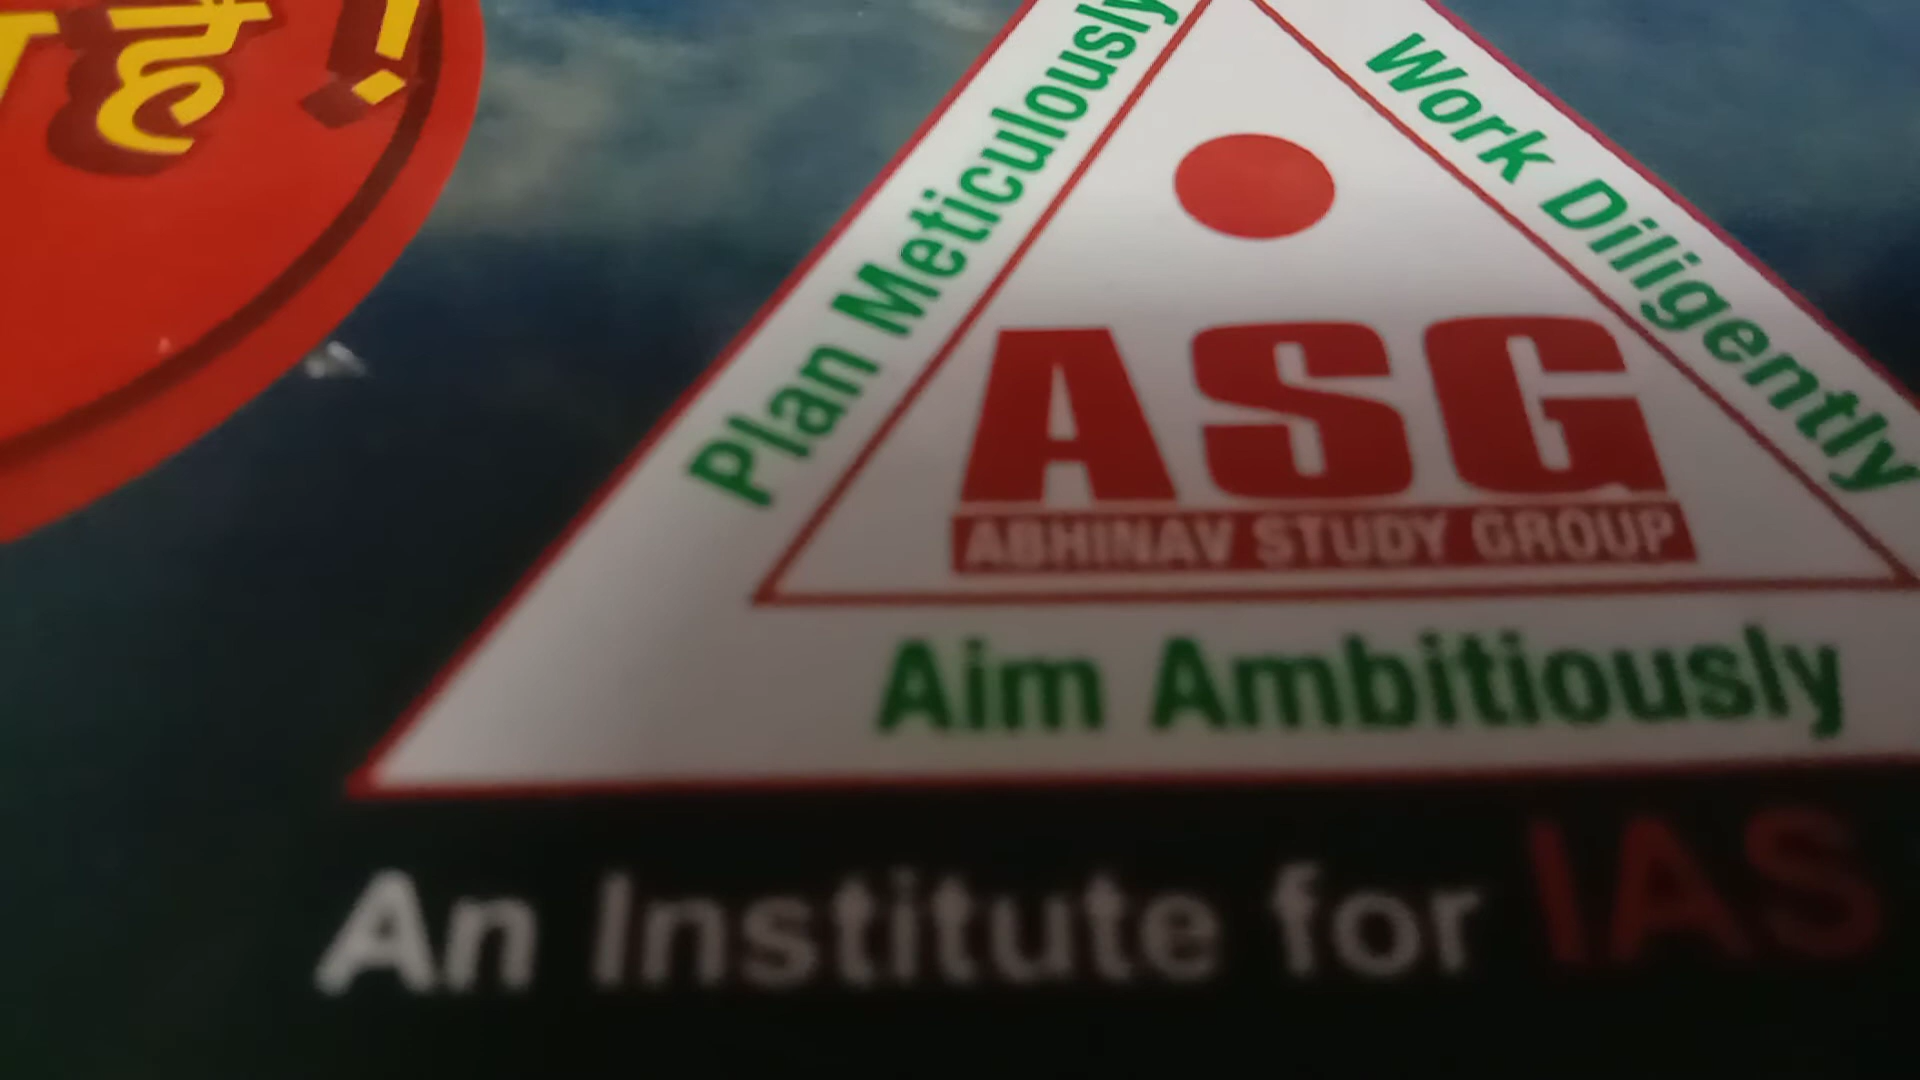 है !
Plan Meticulously
Work Diligently
ASG
ABHINAV STUDY GROUP
Aim Ambitiously
An Institute for IAS